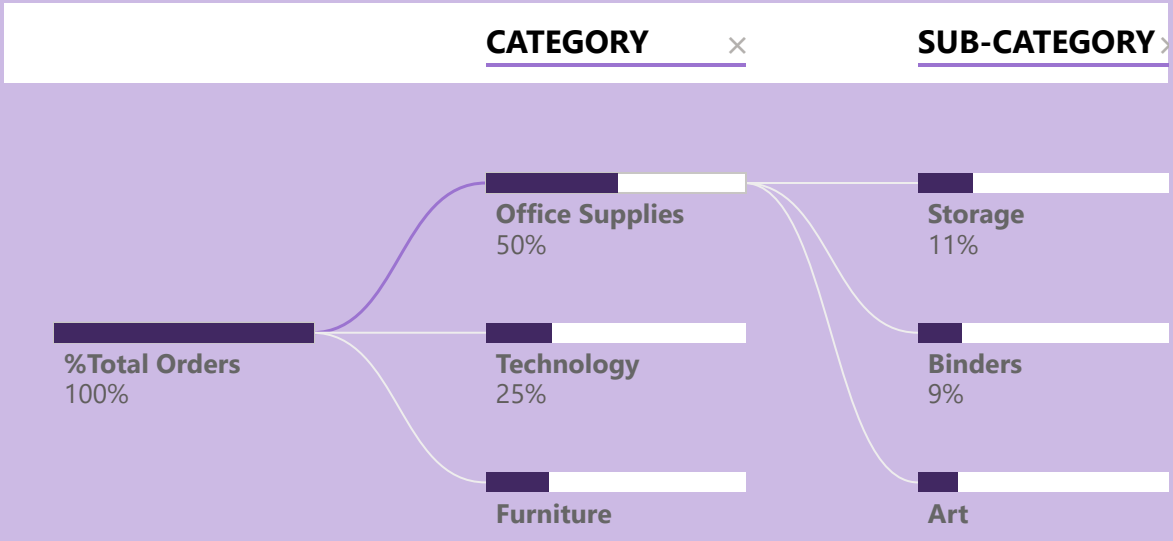 CATEGORY × SUB-CATEGORY ×
Office Supplies
50%
Storage
11%
%Total Orders
100%
Technology
25%
Binders
9%
Furniture
Art